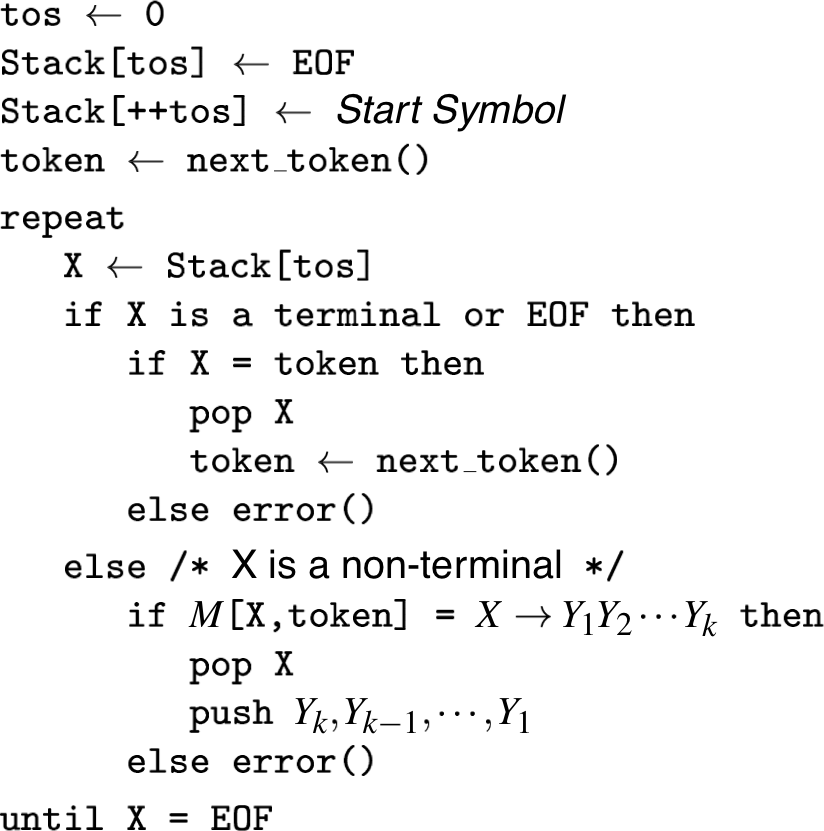 tos ← 0
Stack[tos] ← EOF
Stack[++tos] ← Start Symbol
token ← next_token()
repeat
X ← Stack[tos]
if X is a terminal or EOF then
if X = token then
pop X
token ← next_token()
else error()
else /* X is a non-terminal */
if M[X,token] = X → Y₁Y₂⋯Yₖ then
pop X
push Yₖ,Yₖ₋₁,⋯,Y₁
else error()
until X = EOF